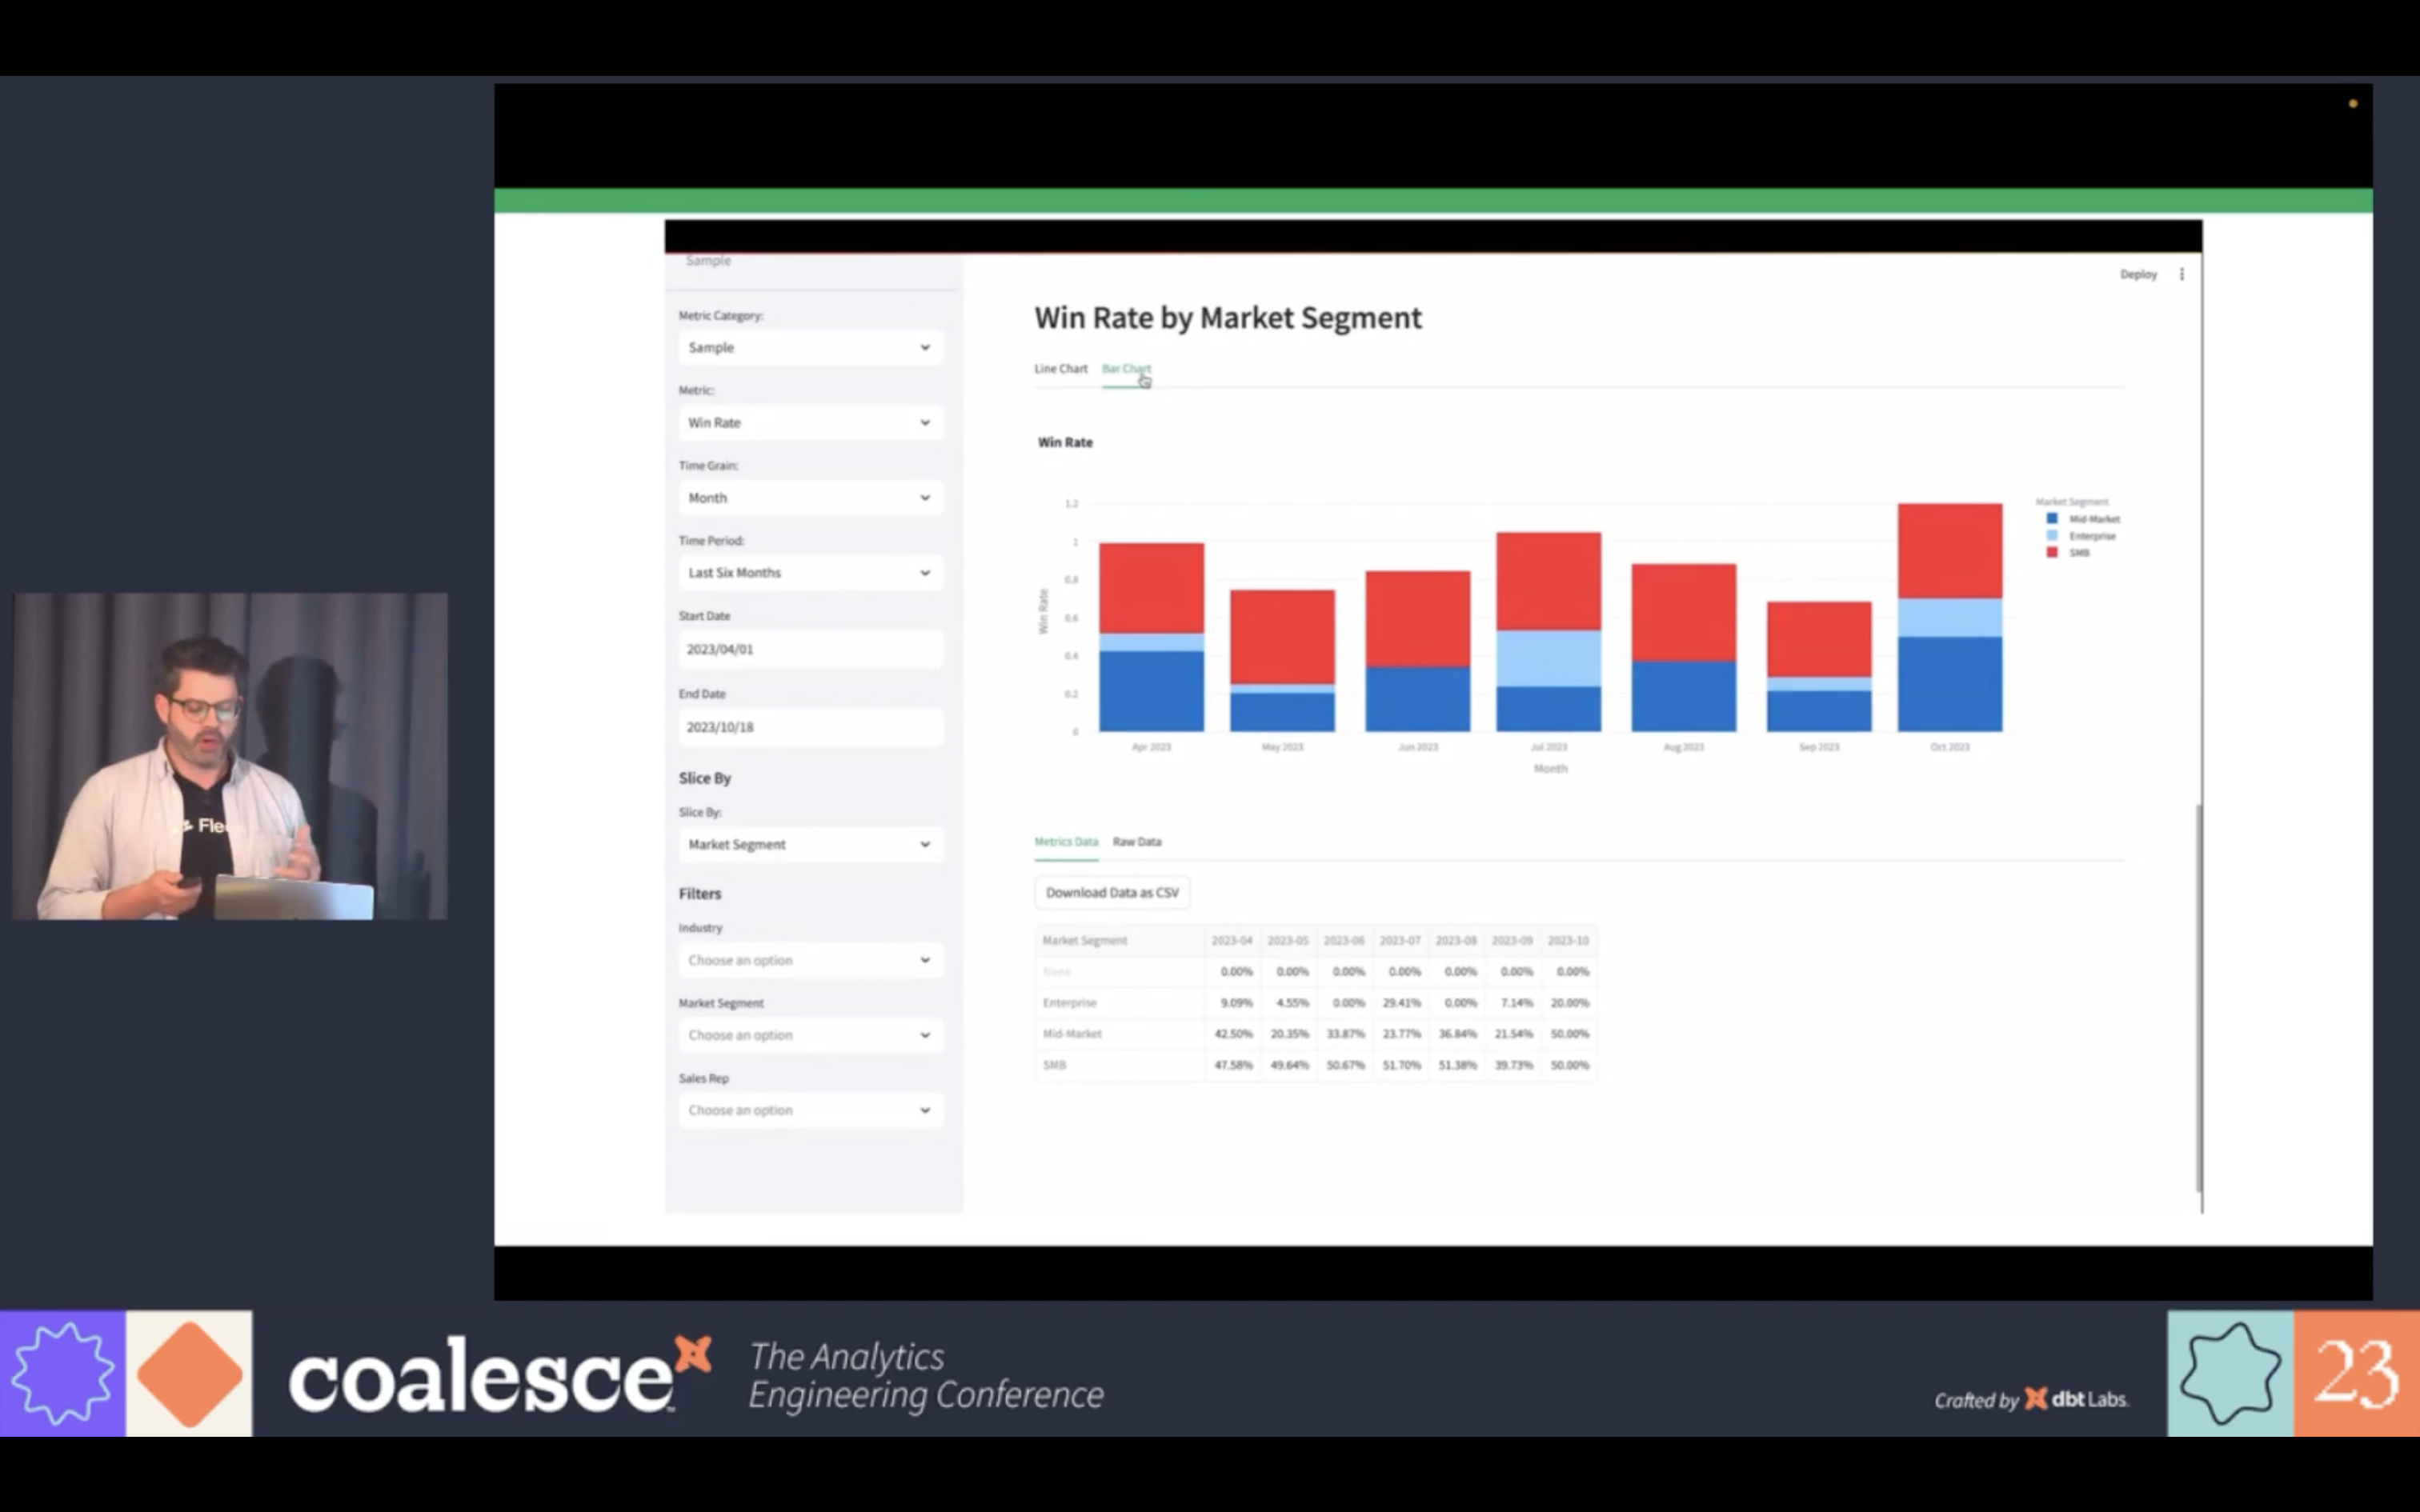 Sample
Metric Category:
Sample
Metric:
Win Rate
Time Grain:
Month
Time Period:
Last Six Months
Start Date
2023/04/01
End Date
2023/10/18
Slice By
Slice By:
Market Segment
Filters
Industry
Choose an option
Market Segment
Choose an option
Sales Rep
Choose an option
Deploy
Win Rate by Market Segment
Line Chart Bar Chart
Win Rate
1.2
1
0.8
0.6
0.4
0.2
0
Win Rate
Apr 2023 May 2023 Jun 2023 Jul 2023 Aug 2023 Sep 2023 Oct 2023
Month
Market Segment
Mid-Market
Enterprise
SMB
Metrics Data Raw Data
Download Data as CSV
Market Segment 2023-04 2023-05 2023-06 2023-07 2023-08 2023-09 2023-10
None 0.00% 0.00% 0.00% 0.00% 0.00% 0.00% 0.00%
Enterprise 9.09% 4.55% 0.00% 29.41% 0.00% 7.14% 20.00%
Mid-Market 42.50% 20.35% 33.87% 23.77% 36.84% 21.54% 50.00%
SMB 47.58% 49.64% 50.67% 51.70% 51.38% 39.73% 50.00%
coalesce
The Analytics
Engineering Conference
Crafted by dbt Labs.
23